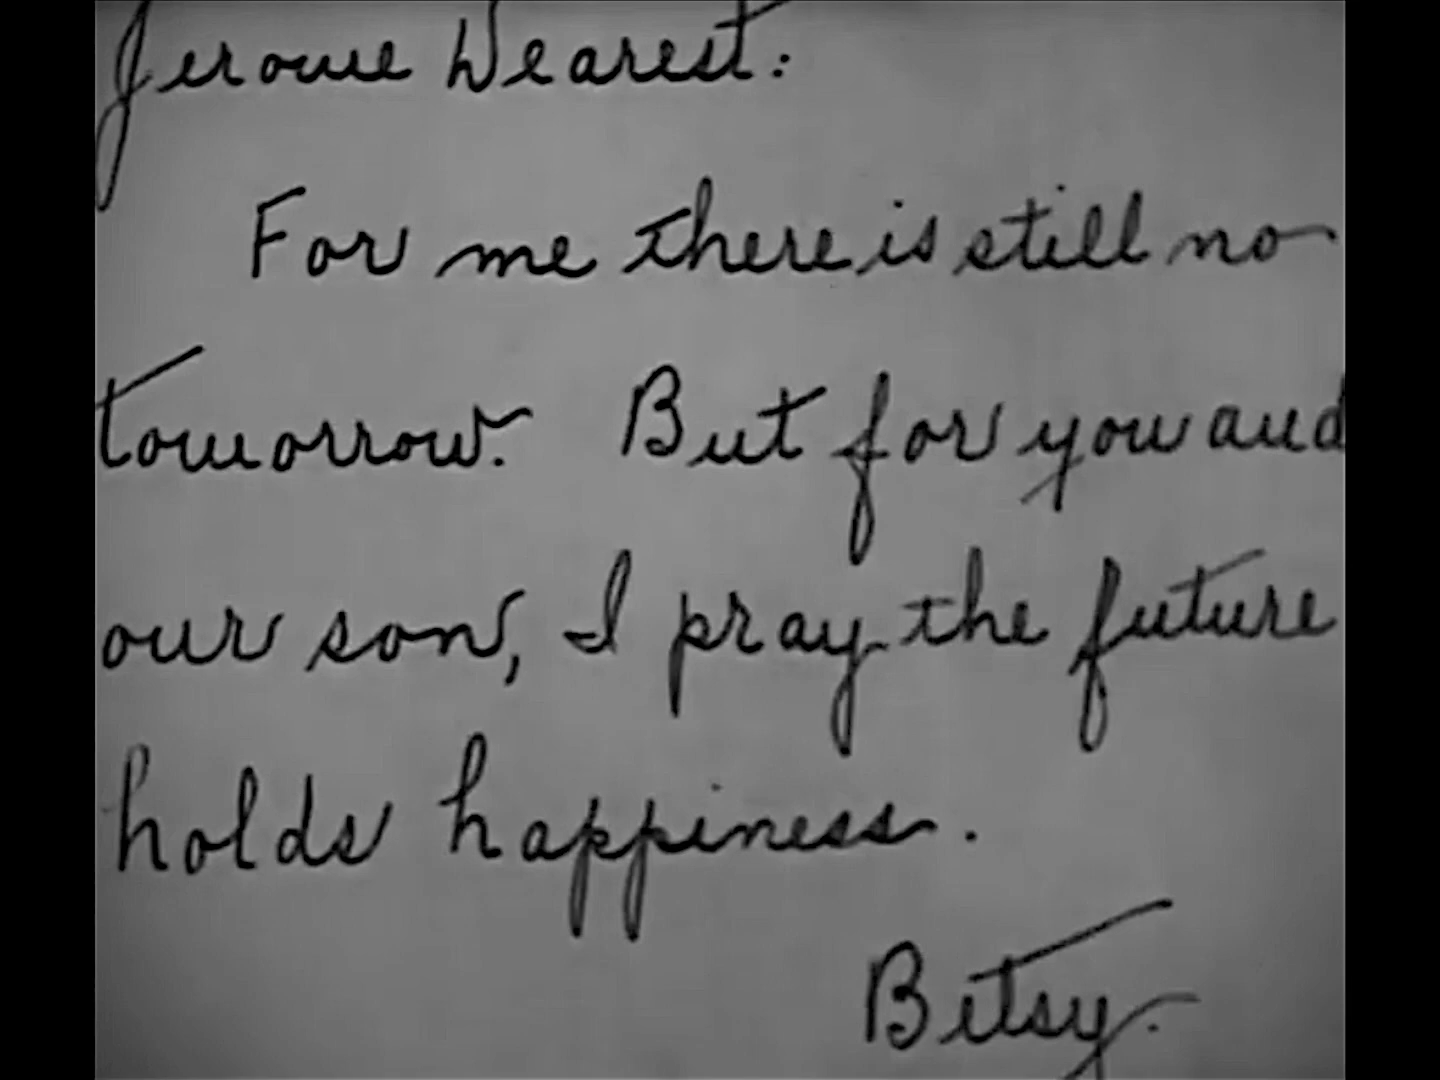 Jerome Dearest:
For me there is still no
tomorrow. But for you and
our son, I pray the future
holds happiness.
Betsy.